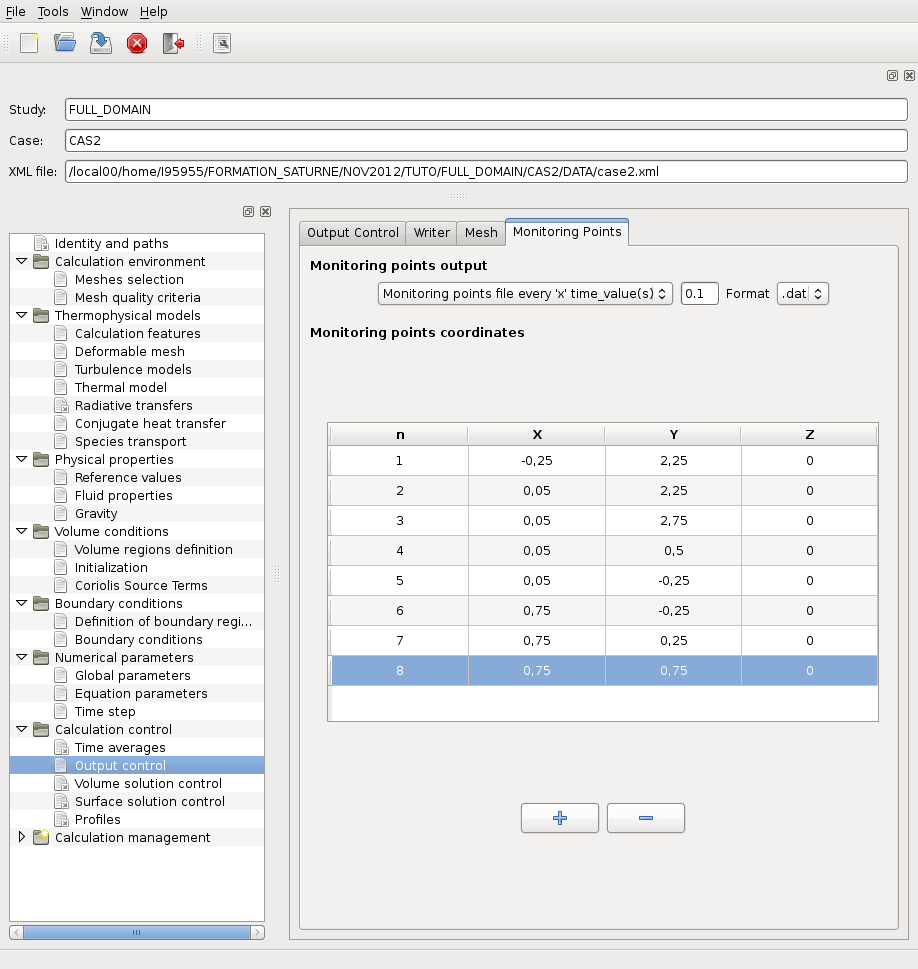 File Tools Window Help
Study: FULL_DOMAIN
Case: CAS2
XML file: /local00/home/I95955/FORMATION_SATURNE/NOV2012/TUTO/FULL_DOMAIN/CAS2/DATA/case2.xml
Identity and paths
Calculation environment
Meshes selection
Mesh quality criteria
Thermophysical models
Calculation features
Deformable mesh
Turbulence models
Thermal model
Radiative transfers
Conjugate heat transfer
Species transport
Physical properties
Reference values
Fluid properties
Gravity
Volume conditions
Volume regions definition
Initialization
Coriolis Source Terms
Boundary conditions
Definition of boundary regi...
Boundary conditions
Numerical parameters
Global parameters
Equation parameters
Time step
Calculation control
Time averages
Output control
Volume solution control
Surface solution control
Profiles
Calculation management
Output Control Writer Mesh Monitoring Points
Monitoring points output
Monitoring points file every 'x' time_value(s) 0.1 Format .dat
Monitoring points coordinates
n X Y Z
1 -0,25 2,25 0
2 0,05 2,25 0
3 0,05 2,75 0
4 0,05 0,5 0
5 0,05 -0,25 0
6 0,75 -0,25 0
7 0,75 0,25 0
8 0,75 0,75 0